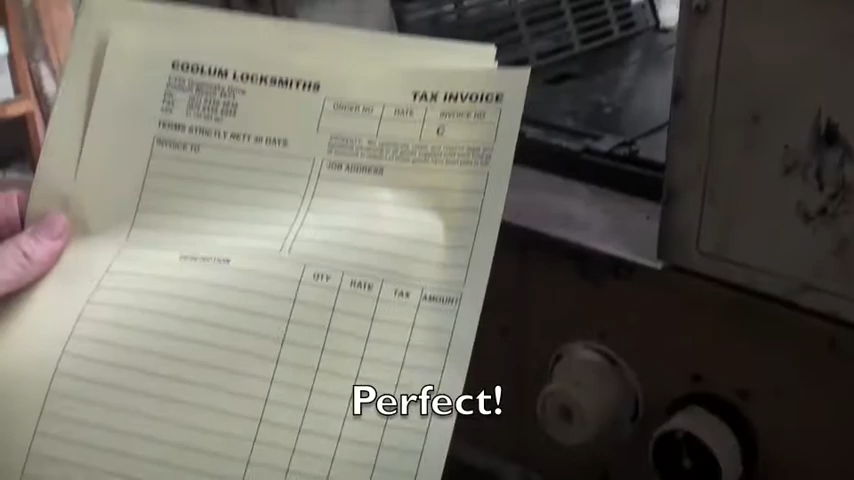 COOLUM LOCKSMITHS
TAX INVOICE
ORDER NO
DATE
INVOICE NO
TERMS STRICTLY NETT 30 DAYS
INVOICE TO
JOB ADDRESS
DESCRIPTION
QTY
RATE
TAX
AMOUNT
Perfect!